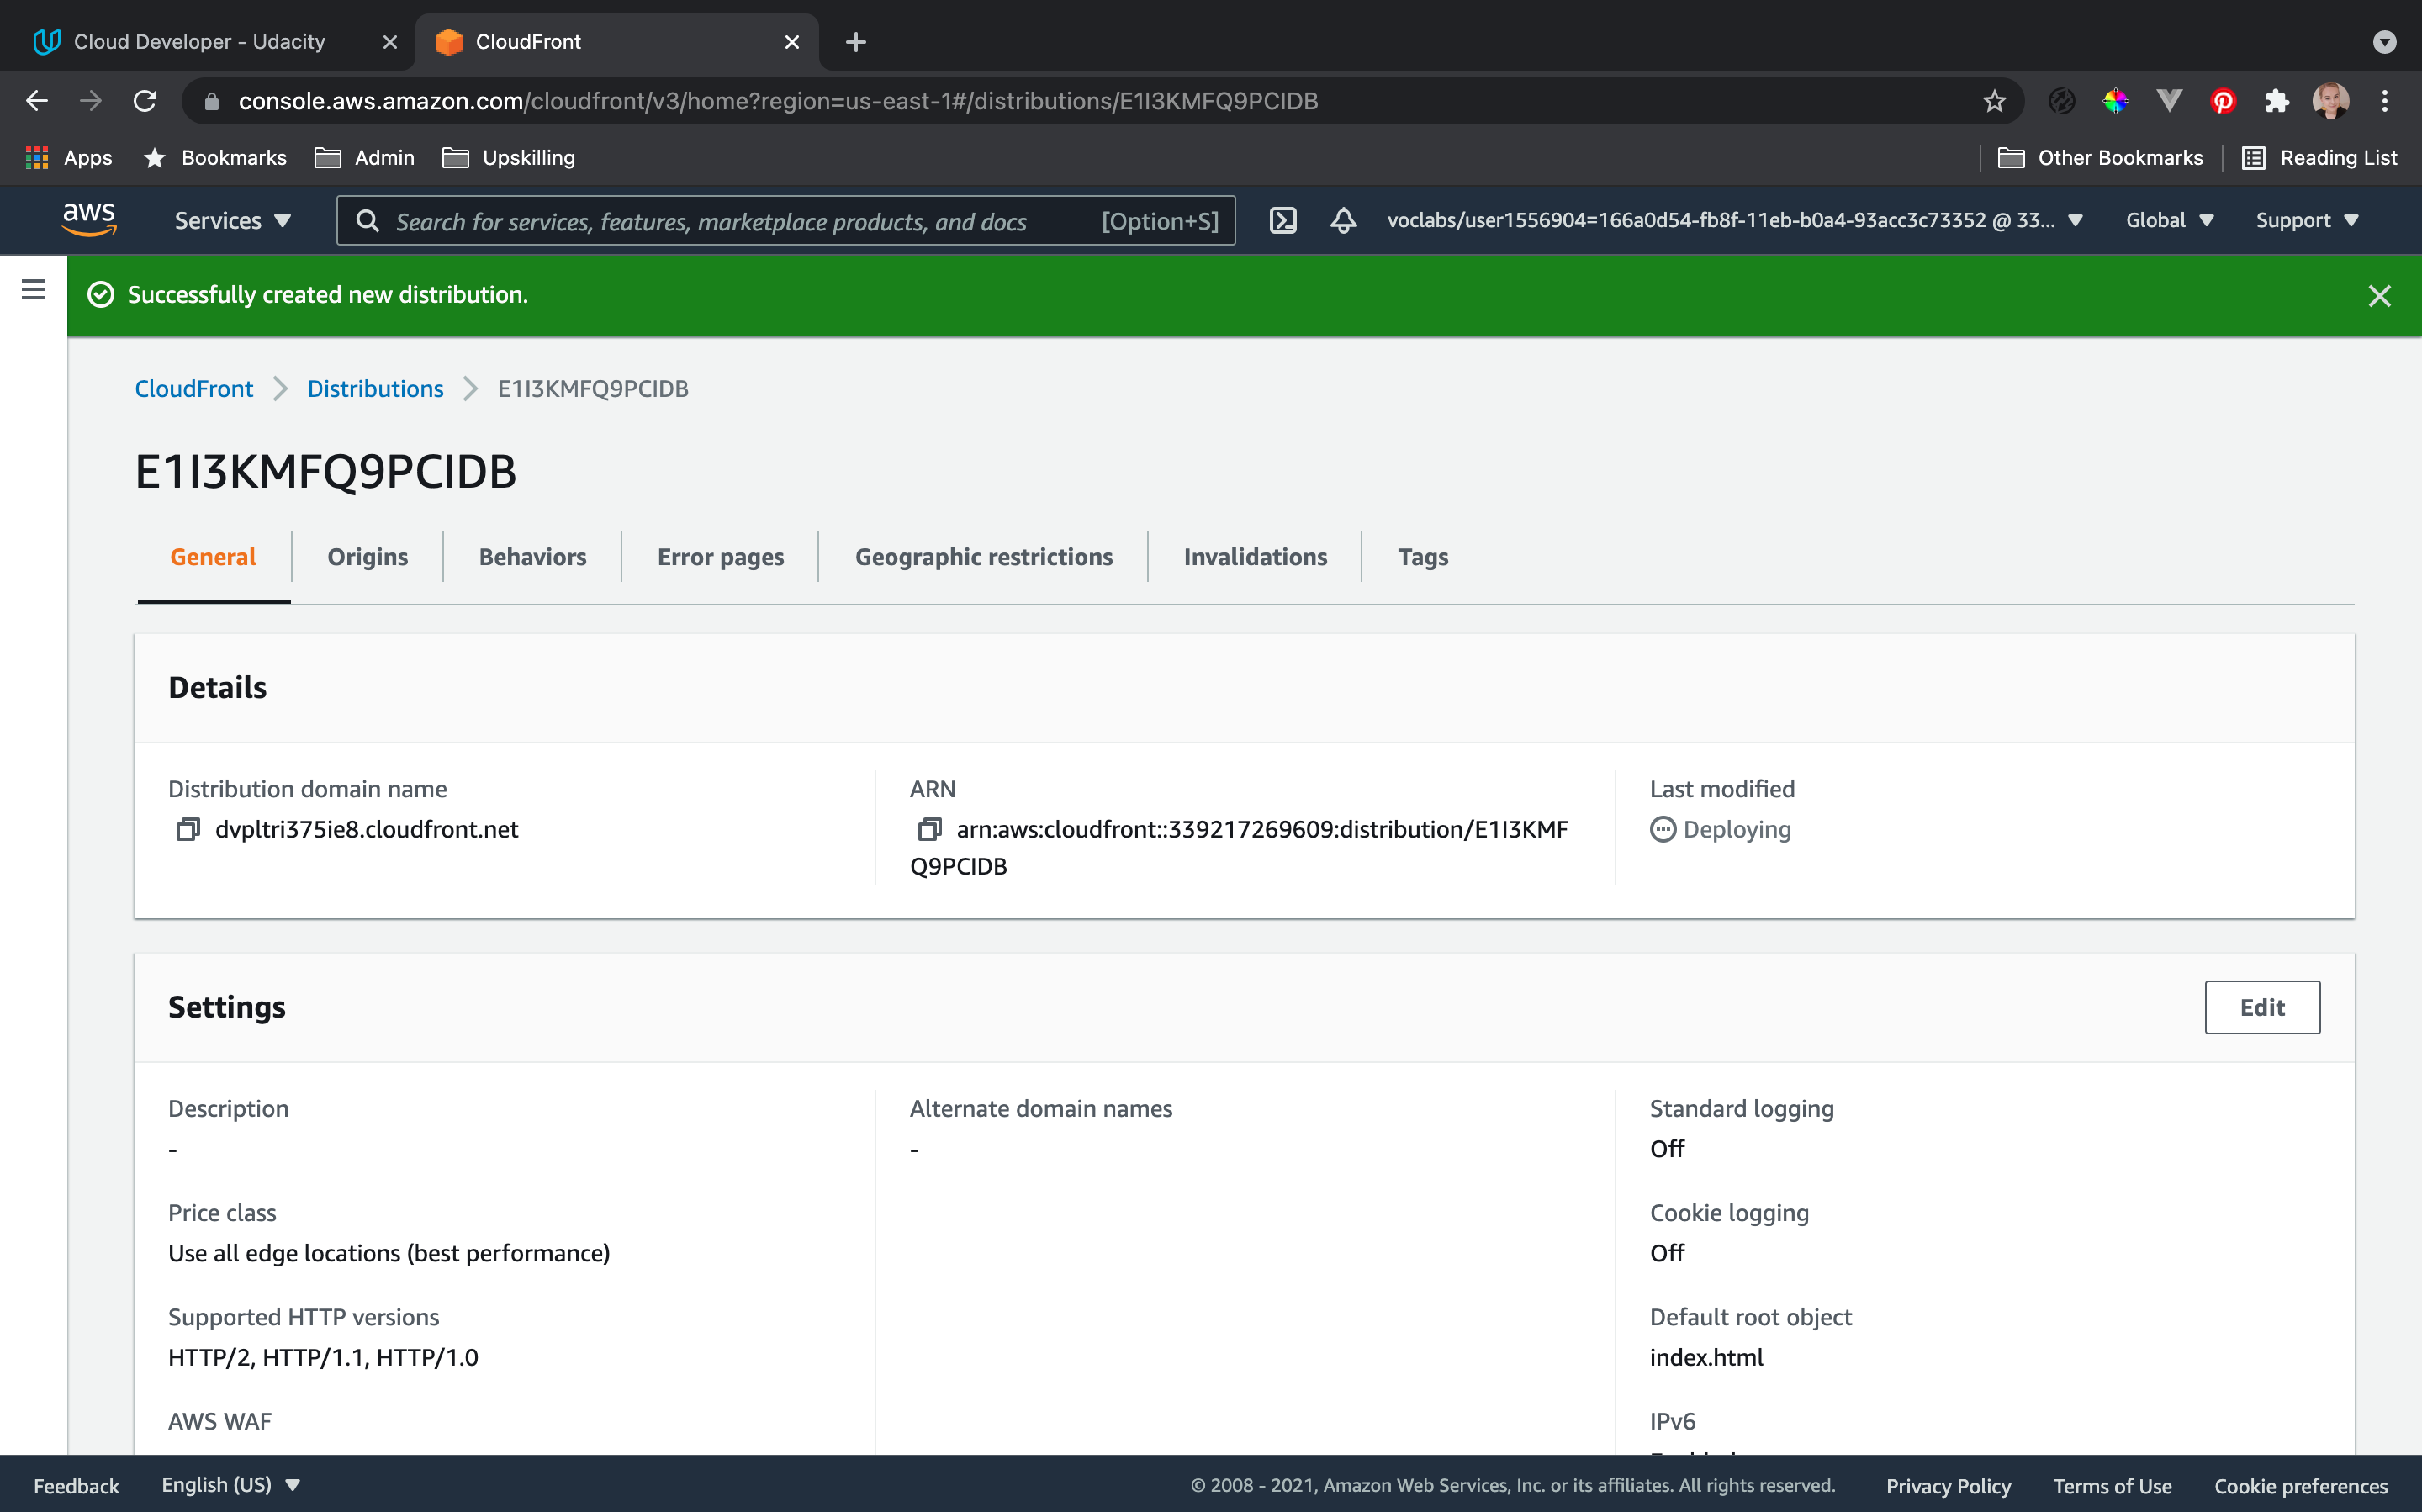 Cloud Developer - Udacity
CloudFront
console.aws.amazon.com/cloudfront/v3/home?region=us-east-1#/distributions/E1I3KMFQ9PCIDB
Apps
Bookmarks
Admin
Upskilling
Other Bookmarks
Reading List
aws
Services
Search for services, features, marketplace products, and docs
[Option+S]
voclabs/user1556904=166a0d54-fb8f-11eb-b0a4-93acc3c73352 @ 33...
Global
Support
Successfully created new distribution.
CloudFront
Distributions
E1I3KMFQ9PCIDB
E1I3KMFQ9PCIDB
General
Origins
Behaviors
Error pages
Geographic restrictions
Invalidations
Tags
Details
Distribution domain name
dvpltri375ie8.cloudfront.net
ARN
arn:aws:cloudfront::339217269609:distribution/E1I3KMF
Q9PCIDB
Last modified
Deploying
Settings
Edit
Description
-
Alternate domain names
-
Standard logging
Off
Price class
Use all edge locations (best performance)
Cookie logging
Off
Supported HTTP versions
HTTP/2, HTTP/1.1, HTTP/1.0
Default root object
index.html
AWS WAF
IPv6
Feedback
English (US)
© 2008 - 2021, Amazon Web Services, Inc. or its affiliates. All rights reserved.
Privacy Policy
Terms of Use
Cookie preferences